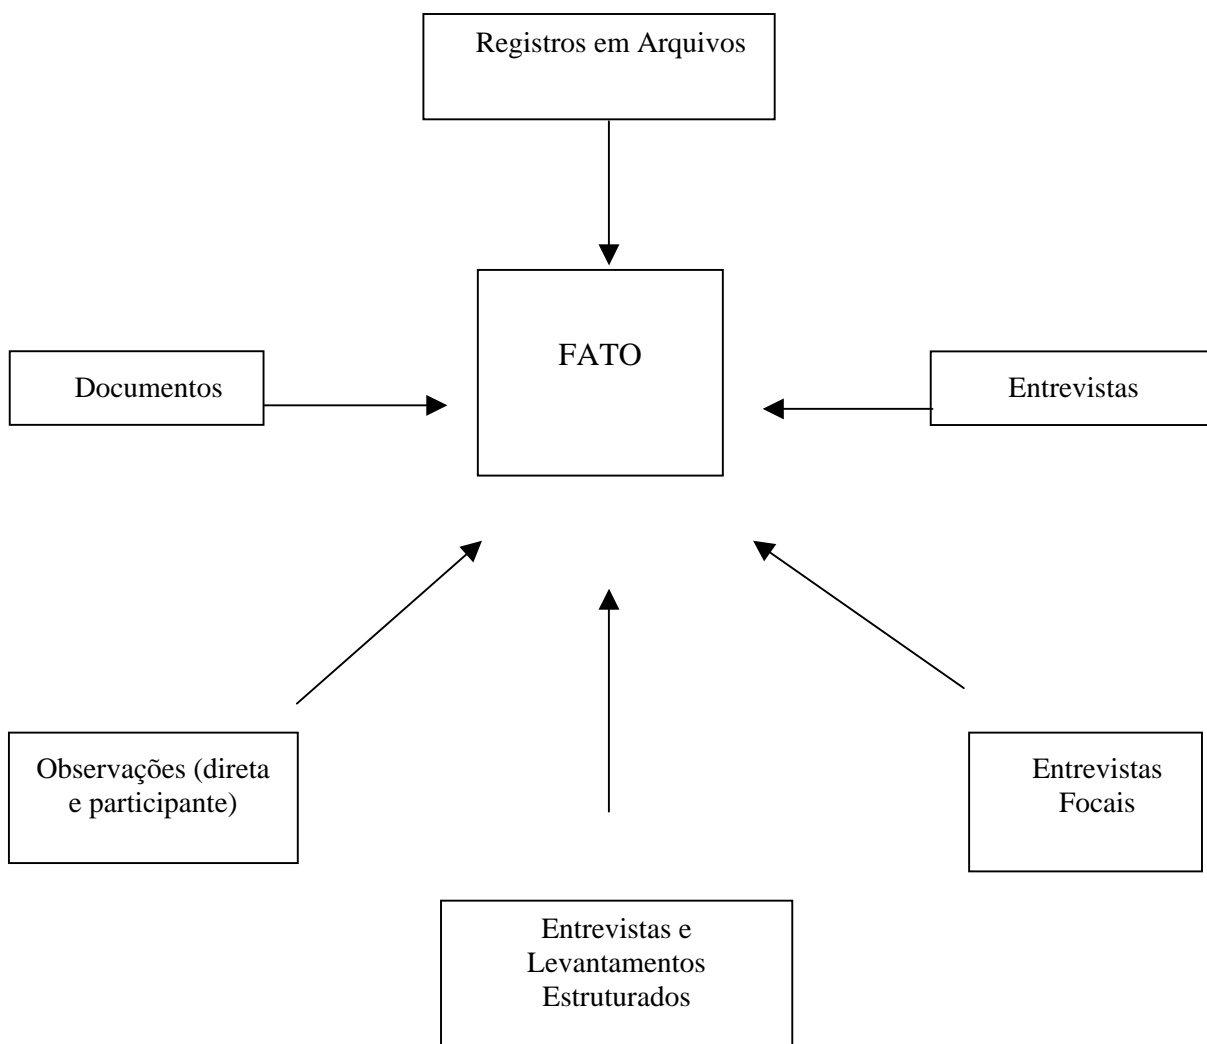 Registros em Arquivos
FATO
Documentos
Entrevistas
Observações (direta
e participante)
Entrevistas
Focais
Entrevistas e
Levantamentos
Estruturados